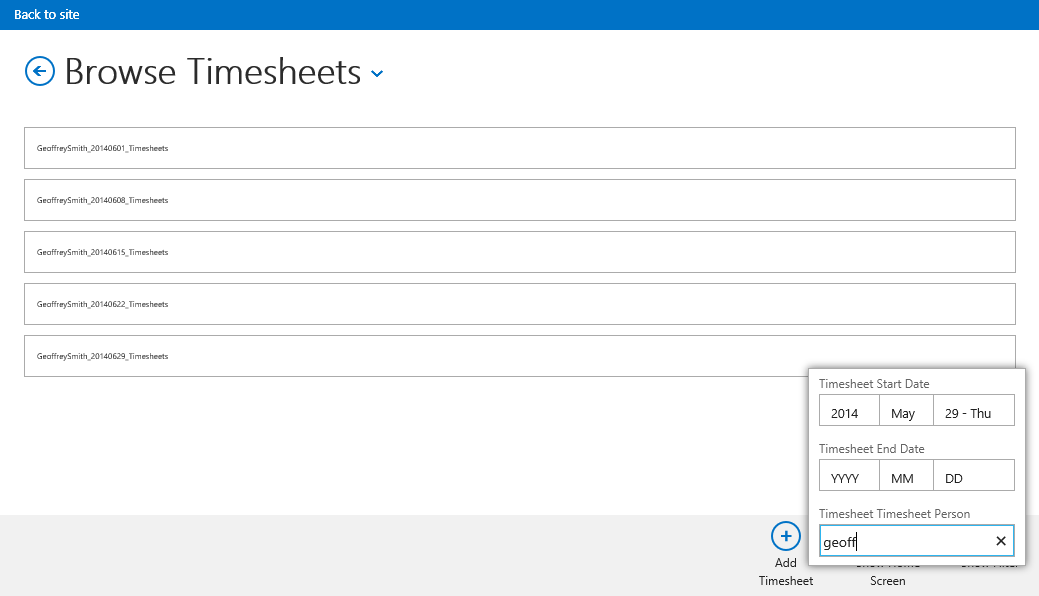 Back to site
Browse Timesheets
GeoffreySmith_20140601_Timesheets
GeoffreySmith_20140608_Timesheets
GeoffreySmith_20140615_Timesheets
GeoffreySmith_20140622_Timesheets
GeoffreySmith_20140629_Timesheets
Timesheet Start Date
2014 May 29 - Thu
Timesheet End Date
YYYY MM DD
Timesheet Timesheet Person
geoff
Add
Timesheet
Screen